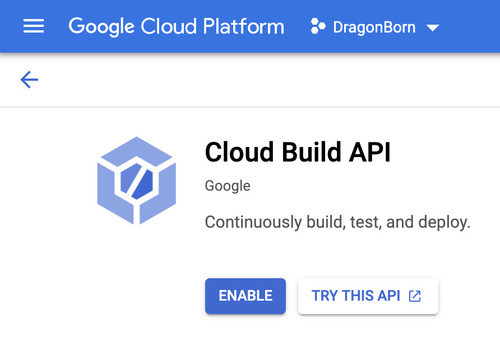 Google Cloud Platform DragonBorn
Cloud Build API
Google
Continuously build, test, and deploy.
ENABLE TRY THIS API